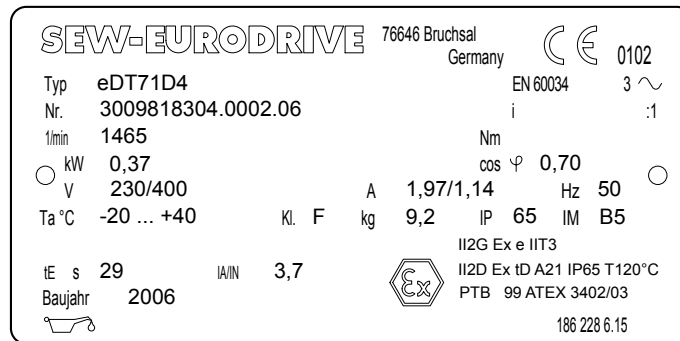 SEW-EURODRIVE 76646 Bruchsal Germany CE 0102
Typ eDT71D4 EN 60034 3 ~
Nr. 3009818304.0002.06 i :1
1/min 1465 Nm
kW 0,37 cos φ 0,70
V 230/400 A 1,97/1,14 Hz 50
Ta °C -20 ... +40 Kl. F kg 9,2 IP 65 IM B5
II2G Ex e IIT3
tE s 29 IA/IN 3,7 Ex II2D Ex tD A21 IP65 T120°C
Baujahr 2006 PTB 99 ATEX 3402/03
186 228 6.15